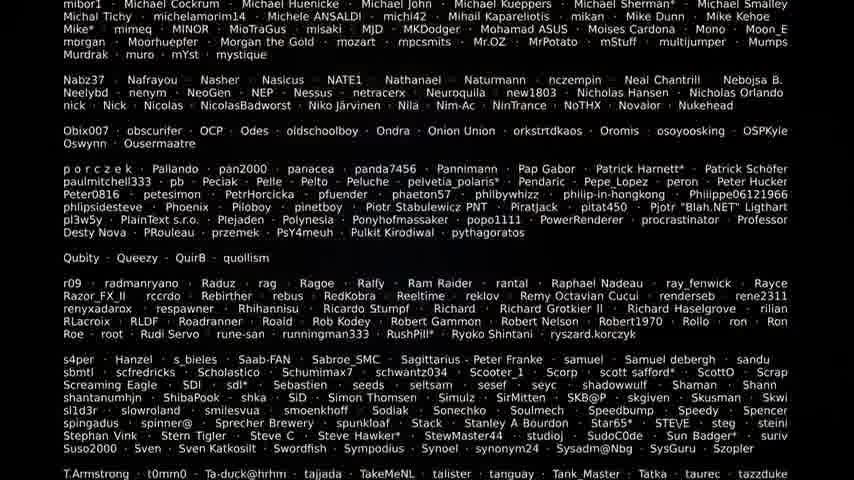 mibor1 · Michael Cockrum · Michael Huenicke · Michael John · Michael Kueppers · Michael Sherman* · Michael Smalley
Michal Tichy · michelamorim14 · Michele ANSALDI · michi42 · Mihail Kapareliotis · mikan · Mike Dunn · Mike Kehoe
Mike* · mimeq · MINOR · MioTraGus · misaki · MJD · MKDodger · Mohamad ASUS · Moises Cardona · Mono · Moon_E
morgan · Moorhuepfer · Morgan the Gold · mozart · mpcsmits · Mr.OZ · MrPotato · mStuff · multijumper · Mumps
Murdrak · muro · mYst · mystique
Nabz37 · Nafrayou · Nasher · Nasicus · NATE1 · Nathanael · Naturmann · nczempin · Neal Chantrill · Nebojsa B.
Neelybd · nenym · NeoGen · NEP · Nessus · netracerx · Neuroquila · new1803 · Nicholas Hansen · Nicholas Orlando
nick · Nick · Nicolas · NicolasBadworst · Niko Järvinen · Nila · Nim-Ac · NinTrance · NoTHX · Novalor · Nukehead
Obix007 · obscurifer · OCP · Odes · oldschoolboy · Ondra · Onion Union · orkstrtdkaos · Oromis · osoyoosking · OSPKyle
Oswynn · Ousermaatre
p o r c z e k · Pallando · pan2000 · panacea · panda7456 · Pannimann · Pap Gabor · Patrick Harnett* · Patrick Schöfer
paulmitchell333 · pb · Peciak · Pelle · Pelto · Peluche · pelvetia_polaris* · Pendaric · Pepe_Lopez · peron · Peter Hucker
Peter0816 · petesimon · PetrHorcicka · pfuender · phaeton57 · philbywhizz · philip-in-hongkong · Philippe06121966
phlipsidesteve · Phoenix · Piloboy · pinetboy · Piotr Stabulewicz PNT · PiratJack · pitat450 · Pjotr "Blah.NET" Ligthart
pl3w5y · PlainText s.r.o. · Plejaden · Polynesia · Ponyhofmassaker · popo1111 · PowerRenderer · procrastinator · Professor
Desty Nova · PRouleau · przemek · PsY4meuh · Pulkit Kirodiwal · pythagoratos
Qubity · Queezy · QuirB · quollism
r09 · radmanryano · Raduz · rag · Ragoe · Ralfy · Ram Raider · rantal · Raphael Nadeau · ray_fenwick · Rayce
Razor_FX_II · rccrdo · Rebirther · rebus · RedKobra · Reeltime · reklov · Remy Octavian Cucui · renderseb · rene2311
renyxadarox · respawner · Rhihannisu · Ricardo Stumpf · Richard · Richard Grotkier II · Richard Haselgrove · rilian
RLacroix · RLDF · Roadranner · Roald · Rob Kodey · Robert Gammon · Robert Nelson · Robert1970 · Rollo · ron · Ron
Roe · root · Rudi Servo · rune-san · runningman333 · RushPill* · Ryoko Shintani · ryszard.korczyk
s4per · Hanzel · s_bieles · Saab-FAN · Sabroe_SMC · Sagittarius - Peter Franke · samuel · Samuel debergh · sandu
sbmtl · scfredricks · Scholastico · Schumimax7 · schwantz034 · Scooter_1 · Scorp · scott safford* · ScottO · Scrap
Screaming Eagle · SDI · sdl* · Sebastien · seeds · seltsam · sesef · seyc · shadowwulf · Shaman · Shann
shantanumhjn · ShibaPook · shka · SiD · Simon Thomsen · Simulz · SirMitten · SKB@P · skgiven · Skusman · Skwi
sl1d3r · slowroland · smilesvua · smoenkhoff · Sodiak · Sonechko · Soulmech · Speedbump · Speedy · Spencer
spingadus · spinner@ · Sprecher Brewery · spunkloaf · Stack · Stanley A Bourdon · Star65* · STE\/E · steg · steini
Stephan Vink · Stern Tigler · Steve C · Steve Hawker* · StewMaster44 · studioj · SudoC0de · Sun Badger* · suriv
Suso2000 · Sven · Sven Katkosilt · Swordfish · Sympodius · Synoel · synonym24 · Sysadm@Nbg · SysGuru · Szopler
T.Armstrong · t0mm0 · Ta-duck@hrhm · tajjada · TakeMeNL · talister · tanguay · Tank_Master · Tatka · taurec · tazzduke